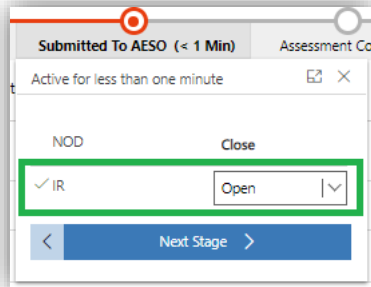 Submitted To AESO (< 1 Min)
Assessment Co
t
Active for less than one minute
NOD
Close
IR
Open
Next Stage